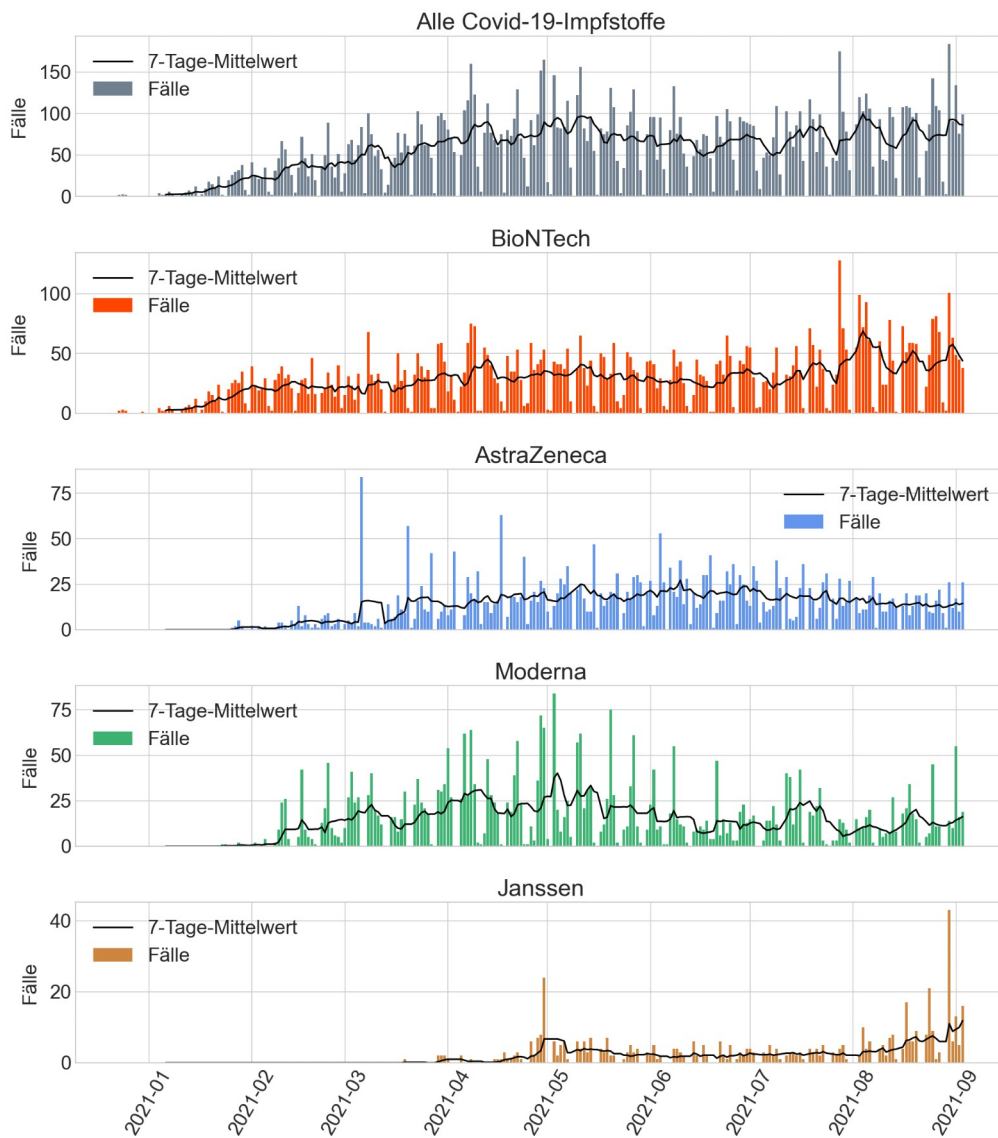 Alle Covid-19-Impfstoffe
Fälle
150
100
50
0
7-Tage-Mittelwert
Fälle
BioNTech
Fälle
100
50
0
7-Tage-Mittelwert
Fälle
AstraZeneca
Fälle
75
50
25
0
7-Tage-Mittelwert
Fälle
Moderna
Fälle
75
50
25
0
7-Tage-Mittelwert
Fälle
Janssen
Fälle
40
20
0
7-Tage-Mittelwert
Fälle
2021-01
2021-02
2021-03
2021-04
2021-05
2021-06
2021-07
2021-08
2021-09